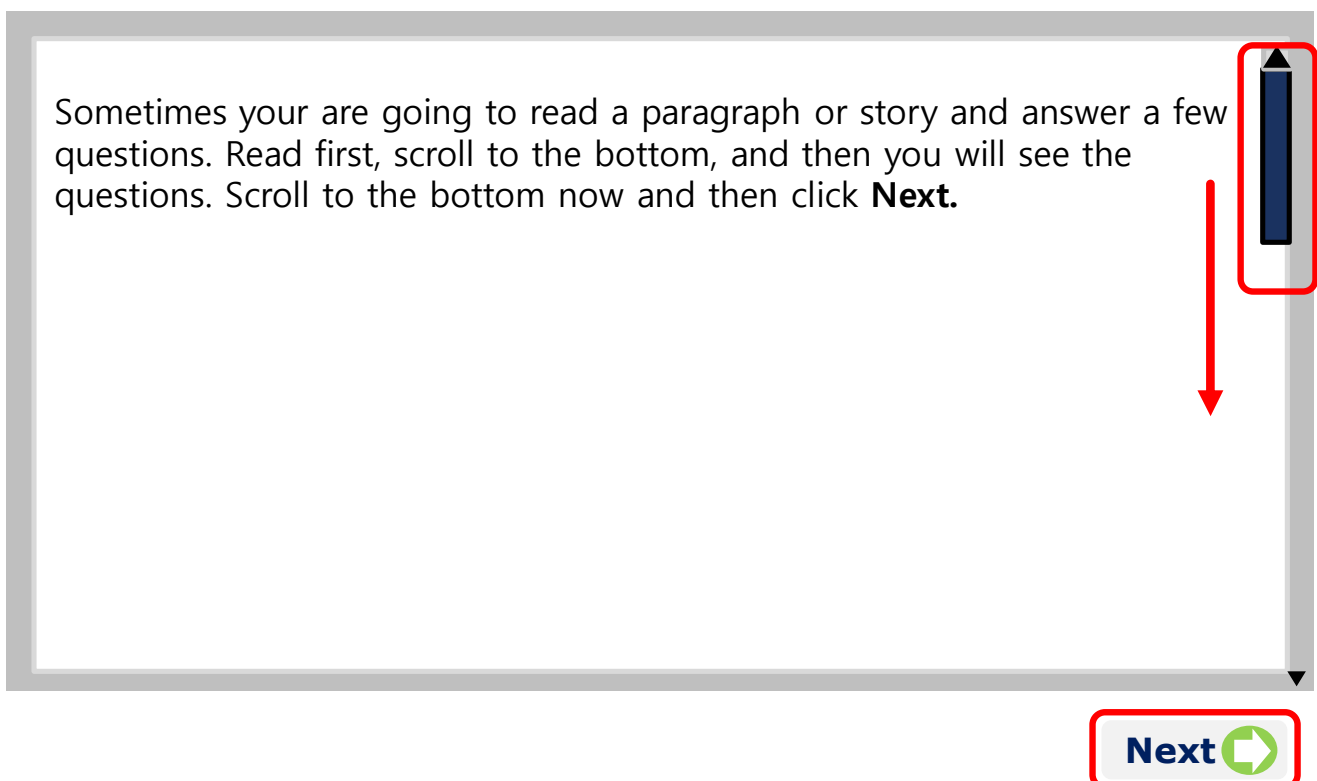 Sometimes your are going to read a paragraph or story and answer a few
questions. Read first, scroll to the bottom, and then you will see the
questions. Scroll to the bottom now and then click Next.
Next